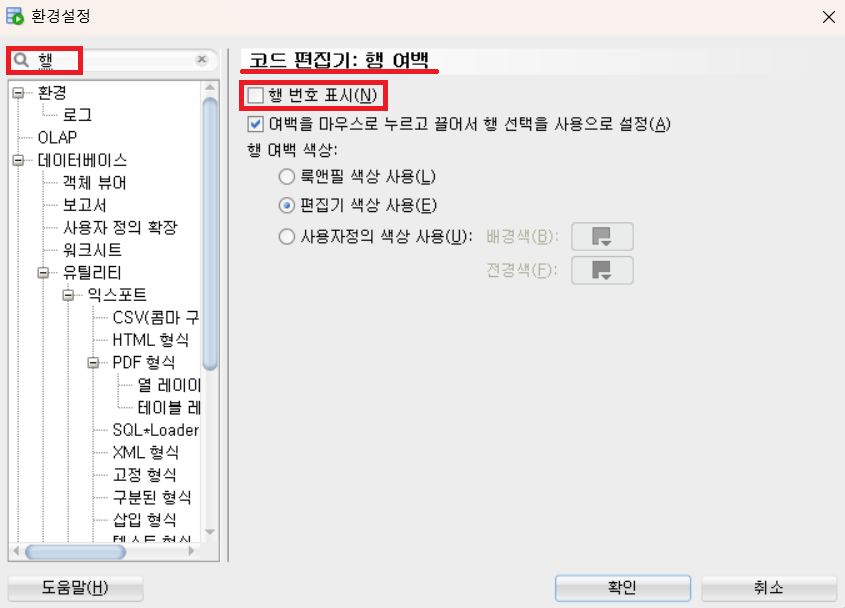 환경설정
행
환경
로그
OLAP
데이터베이스
객체 뷰어
보고서
사용자 정의 확장
워크시트
유틸리티
익스포트
CSV(콤마 구
HTML 형식
PDF 형식
열 레이아
테이블 레
SQL*Loader
XML 형식
고정 형식
구분된 형식
삽입 형식
텍스트 형식
코드 편집기: 행 여백
행 번호 표시(N)
여백을 마우스로 누르고 끌어서 행 선택을 사용으로 설정(A)
행 여백 색상:
룩앤필 색상 사용(L)
편집기 색상 사용(E)
사용자정의 색상 사용(U): 배경색(B):
전경색(F):
도움말(H)
확인
취소